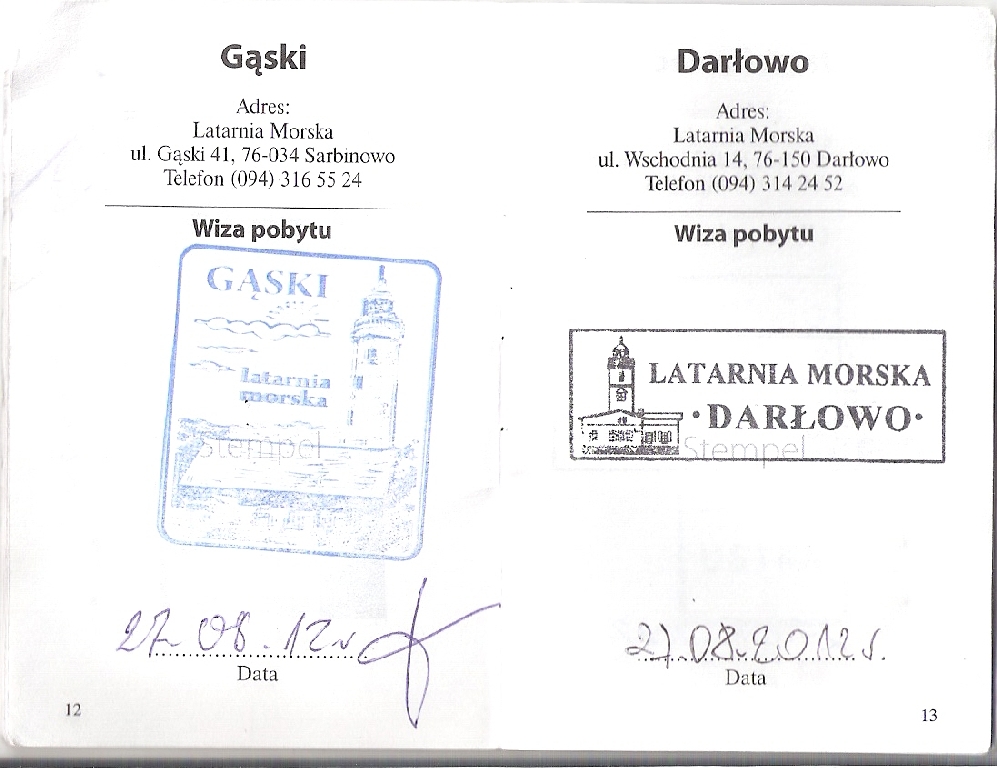 Gąski
Adres:
Latarnia Morska
ul. Gąski 41, 76-034 Sarbinowo
Telefon (094) 316 55 24
Wiza pobytu
GĄSKI
latarnia
morska
Stempel
27.08.12r
Data
12
Darłowo
Adres:
Latarnia Morska
ul. Wschodnia 14, 76-150 Darłowo
Telefon (094) 314 24 52
Wiza pobytu
LATARNIA MORSKA
·DARŁOWO·
Stempel
27.08.2012r.
Data
13